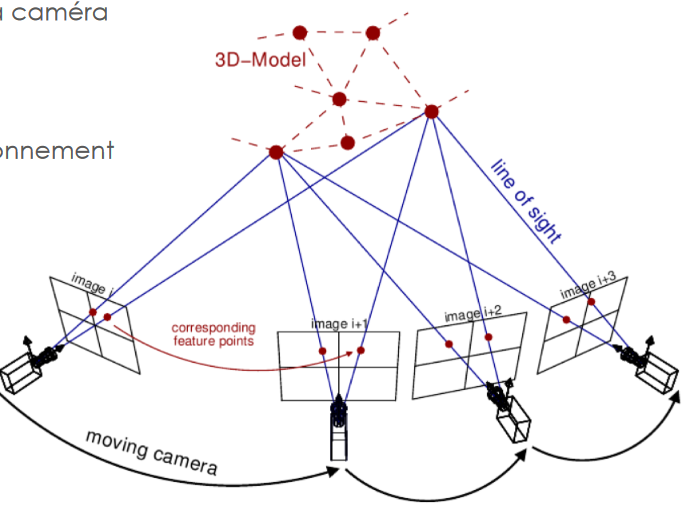 a caméra
3D–Model
onnement
line of sight
image i
image i+3
image i+2
image i+1
corresponding
feature points
moving camera